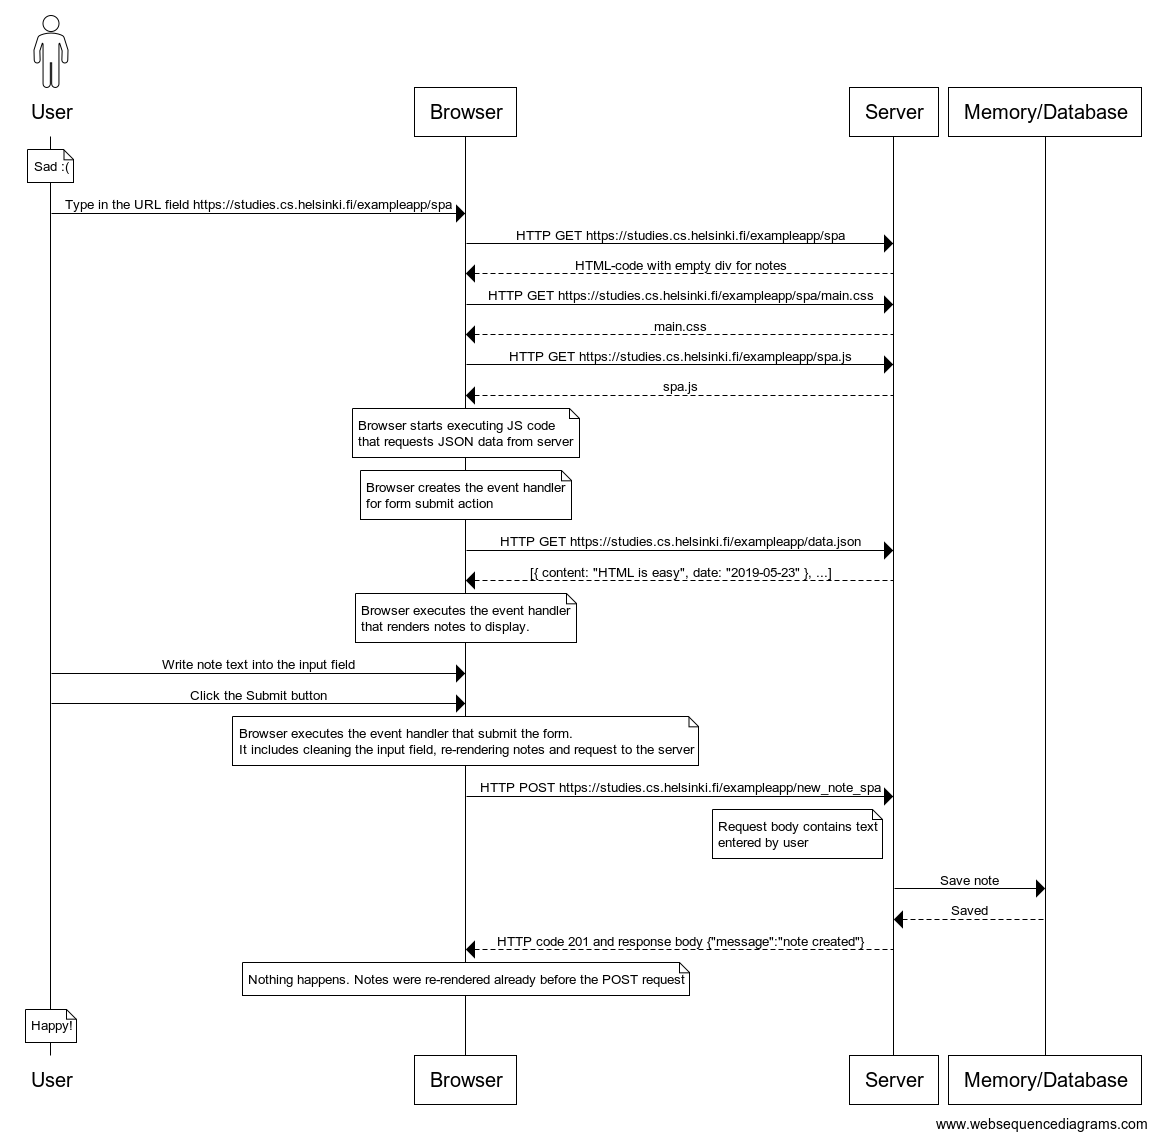 User
Browser
Server
Memory/Database
Sad :(
Type in the URL field https://studies.cs.helsinki.fi/exampleapp/spa
HTTP GET https://studies.cs.helsinki.fi/exampleapp/spa
HTML-code with empty div for notes
HTTP GET https://studies.cs.helsinki.fi/exampleapp/spa/main.css
main.css
HTTP GET https://studies.cs.helsinki.fi/exampleapp/spa.js
spa.js
Browser starts executing JS code
that requests JSON data from server
Browser creates the event handler
for form submit action
HTTP GET https://studies.cs.helsinki.fi/exampleapp/data.json
[{ content: "HTML is easy", date: "2019-05-23" }, ...]
Browser executes the event handler
that renders notes to display.
Write note text into the input field
Click the Submit button
Browser executes the event handler that submit the form.
It includes cleaning the input field, re-rendering notes and request to the server
HTTP POST https://studies.cs.helsinki.fi/exampleapp/new_note_spa
Request body contains text
entered by user
Save note
Saved
HTTP code 201 and response body {"message":"note created"}
Nothing happens. Notes were re-rendered already before the POST request
Happy!
User
Browser
Server
Memory/Database
www.websequencediagrams.com